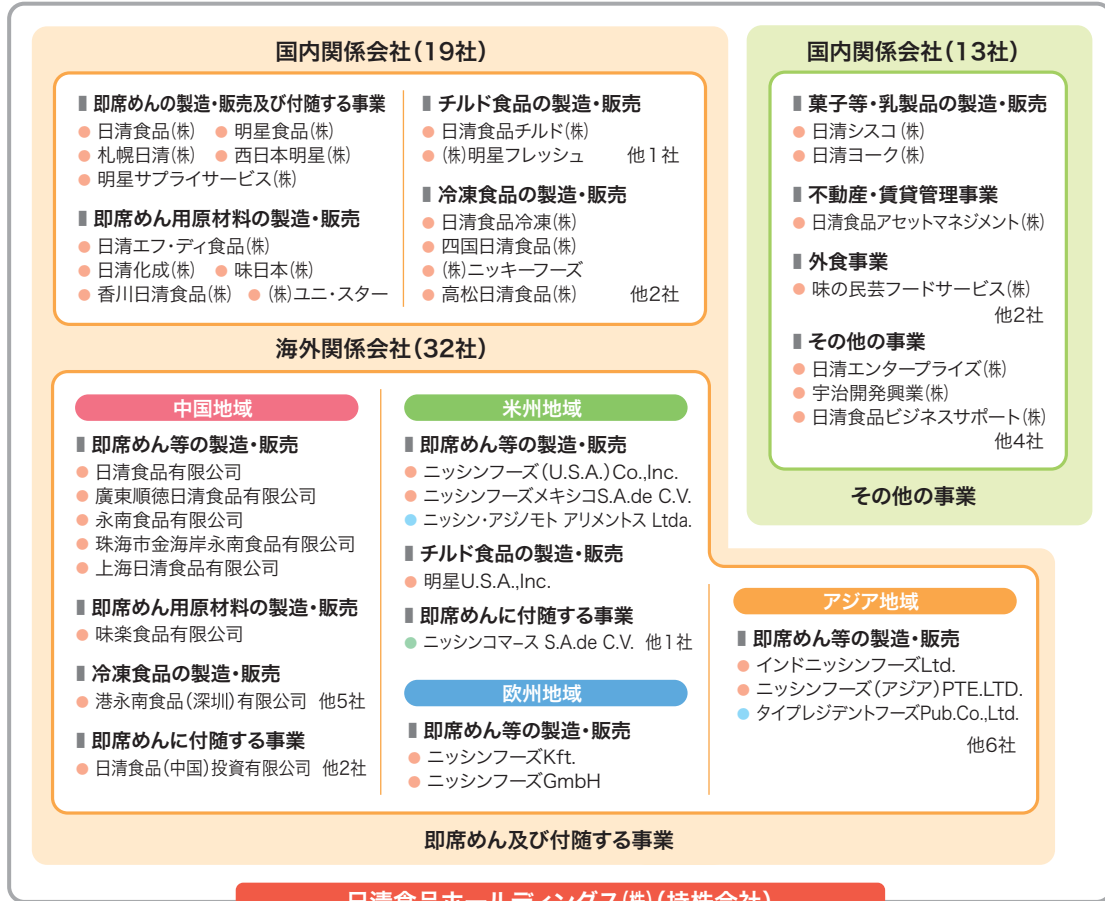 国内関係会社（19社）
■ 即席めんの製造・販売及び付随する事業
● 日清食品㈱ ● 明星食品㈱
● 札幌日清㈱ ● 西日本明星㈱
● 明星サプライサービス㈱
■ 即席めん用原材料の製造・販売
● 日清エフ・ディ食品㈱
● 日清化成㈱ ● 味日本㈱
● 香川日清食品㈱ ● ㈱ユニ・スター
■ チルド食品の製造・販売
● 日清食品チルド㈱
● ㈱明星フレッシュ 他1社
■ 冷凍食品の製造・販売
● 日清食品冷凍㈱
● 四国日清食品㈱
● ㈱ニッキーフーズ
● 高松日清食品㈱ 他2社
国内関係会社（13社）
■ 菓子等・乳製品の製造・販売
● 日清シスコ㈱
● 日清ヨーク㈱
■ 不動産・賃貸管理事業
● 日清食品アセットマネジメント㈱
■ 外食事業
● 味の民芸フードサービス㈱
他2社
■ その他の事業
● 日清エンタープライズ㈱
● 宇治開発興業㈱
● 日清食品ビジネスサポート㈱
他4社
その他の事業
海外関係会社（32社）
中国地域
■ 即席めん等の製造・販売
● 日清食品有限公司
● 廣東順徳日清食品有限公司
● 永南食品有限公司
● 珠海市金海岸永南食品有限公司
● 上海日清食品有限公司
■ 即席めん用原材料の製造・販売
● 味楽食品有限公司
■ 冷凍食品の製造・販売
● 港永南食品（深圳）有限公司 他5社
■ 即席めんに付随する事業
● 日清食品（中国）投資有限公司 他2社
米州地域
■ 即席めん等の製造・販売
● ニッシンフーズ（U.S.A.）Co.,Inc.
● ニッシンフーズメキシコS.A.de C.V.
● ニッシン・アジノモト アリメントス Ltda.
■ チルド食品の製造・販売
● 明星U.S.A.,Inc.
■ 即席めんに付随する事業
● ニッシンコマース S.A.de C.V. 他1社
欧州地域
■ 即席めん等の製造・販売
● ニッシンフーズKft.
● ニッシンフーズGmbH
アジア地域
■ 即席めん等の製造・販売
● インドニッシンフーズLtd.
● ニッシンフーズ（アジア）PTE.LTD.
● タイプレジデントフーズPub.Co.,Ltd.
他6社
即席めん及び付随する事業
日清食品ホールディングス㈱（持株会社）